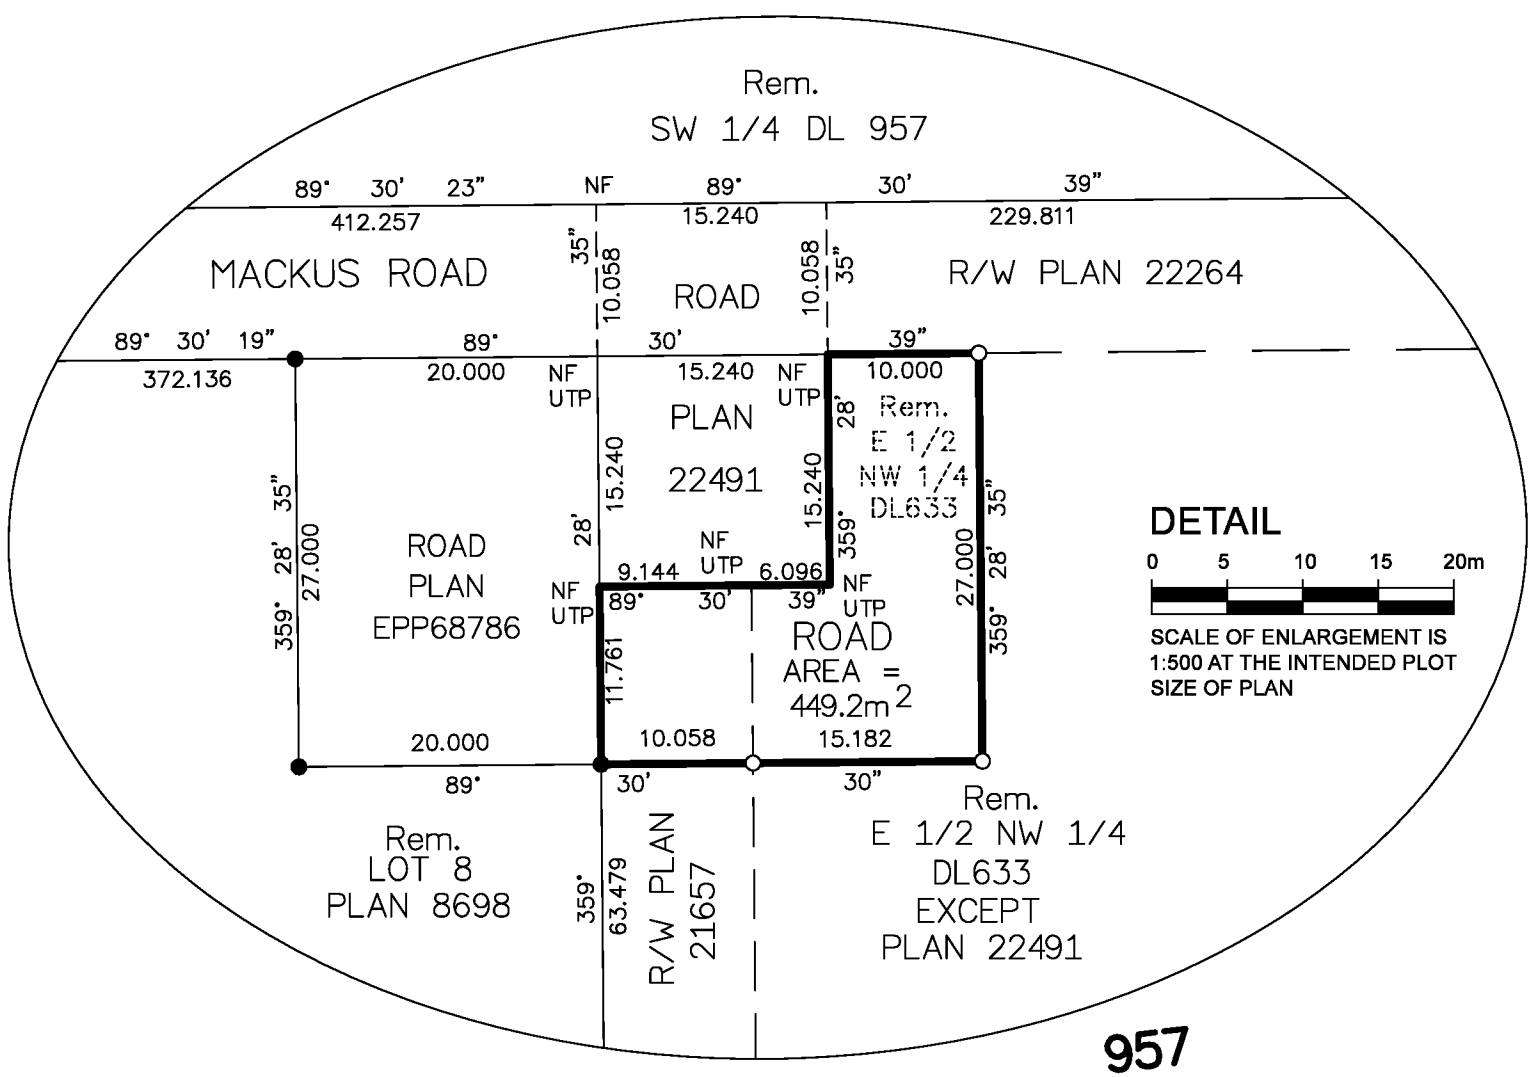 Rem.
SW 1/4 DL 957
89° 30' 23" NF 89° 30' 39"
412.257 15.240 229.811
35" 10.058 10.058 35"
MACKUS ROAD ROAD R/W PLAN 22264
89° 30' 19" 89° 30' 39"
372.136 20.000 NF UTP 15.240 NF UTP 10.000
PLAN
22491
28'
Rem.
E 1/2
NW 1/4
DL633
359° 28' 35"
27.000
28'
15.240
15.240
359°
35"
27.000
28'
359°
DETAIL
0 5 10 15 20m
SCALE OF ENLARGEMENT IS
1:500 AT THE INTENDED PLOT
SIZE OF PLAN
ROAD
PLAN
EPP68786
NF
UTP
9.144 6.096
NF
UTP
89° 30' 39"
NF
UTP
11.761
ROAD
AREA =
449.2m2
20.000 10.058 15.182
89° 30' 30"
Rem.
LOT 8
PLAN 8698
359°
63.479
R/W PLAN
21657
Rem.
E 1/2 NW 1/4
DL633
EXCEPT
PLAN 22491
957